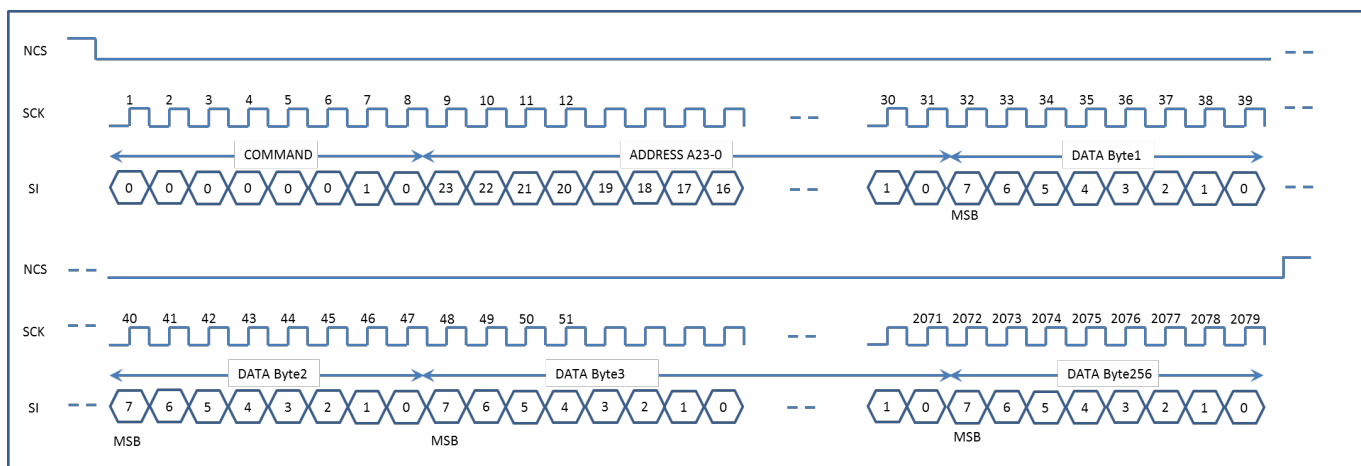 NCS
1 2 3 4 5 6 7 8 9 10 11 12 30 31 32 33 34 35 36 37 38 39
SCK
COMMAND ADDRESS A23-0 DATA Byte1
SI 0 0 0 0 0 0 1 0 23 22 21 20 19 18 17 16 1 0 7 6 5 4 3 2 1 0
MSB
NCS
40 41 42 43 44 45 46 47 48 49 50 51 2071 2072 2073 2074 2075 2076 2077 2078 2079
SCK
DATA Byte2 DATA Byte3 DATA Byte256
SI 7 6 5 4 3 2 1 0 7 6 5 4 3 2 1 0 1 0 7 6 5 4 3 2 1 0
MSB MSB MSB